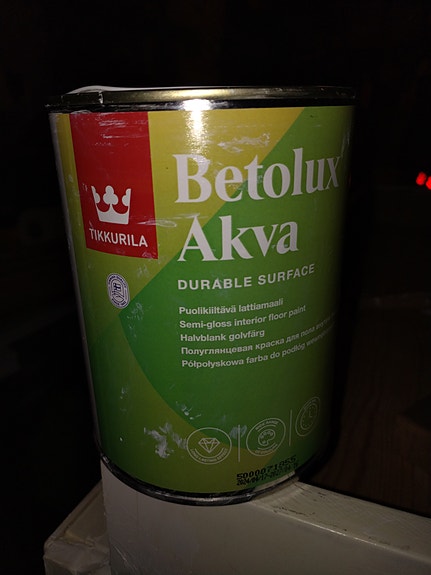 TIKKURILA
Betolux
Akva
DURABLE SURFACE
Puolikiiltävä lattiamaali
Semi-gloss interior floor paint
Halvblank golvfärg
Полуглянцевая краска для пола
Półpołyskowa farba do podłóg